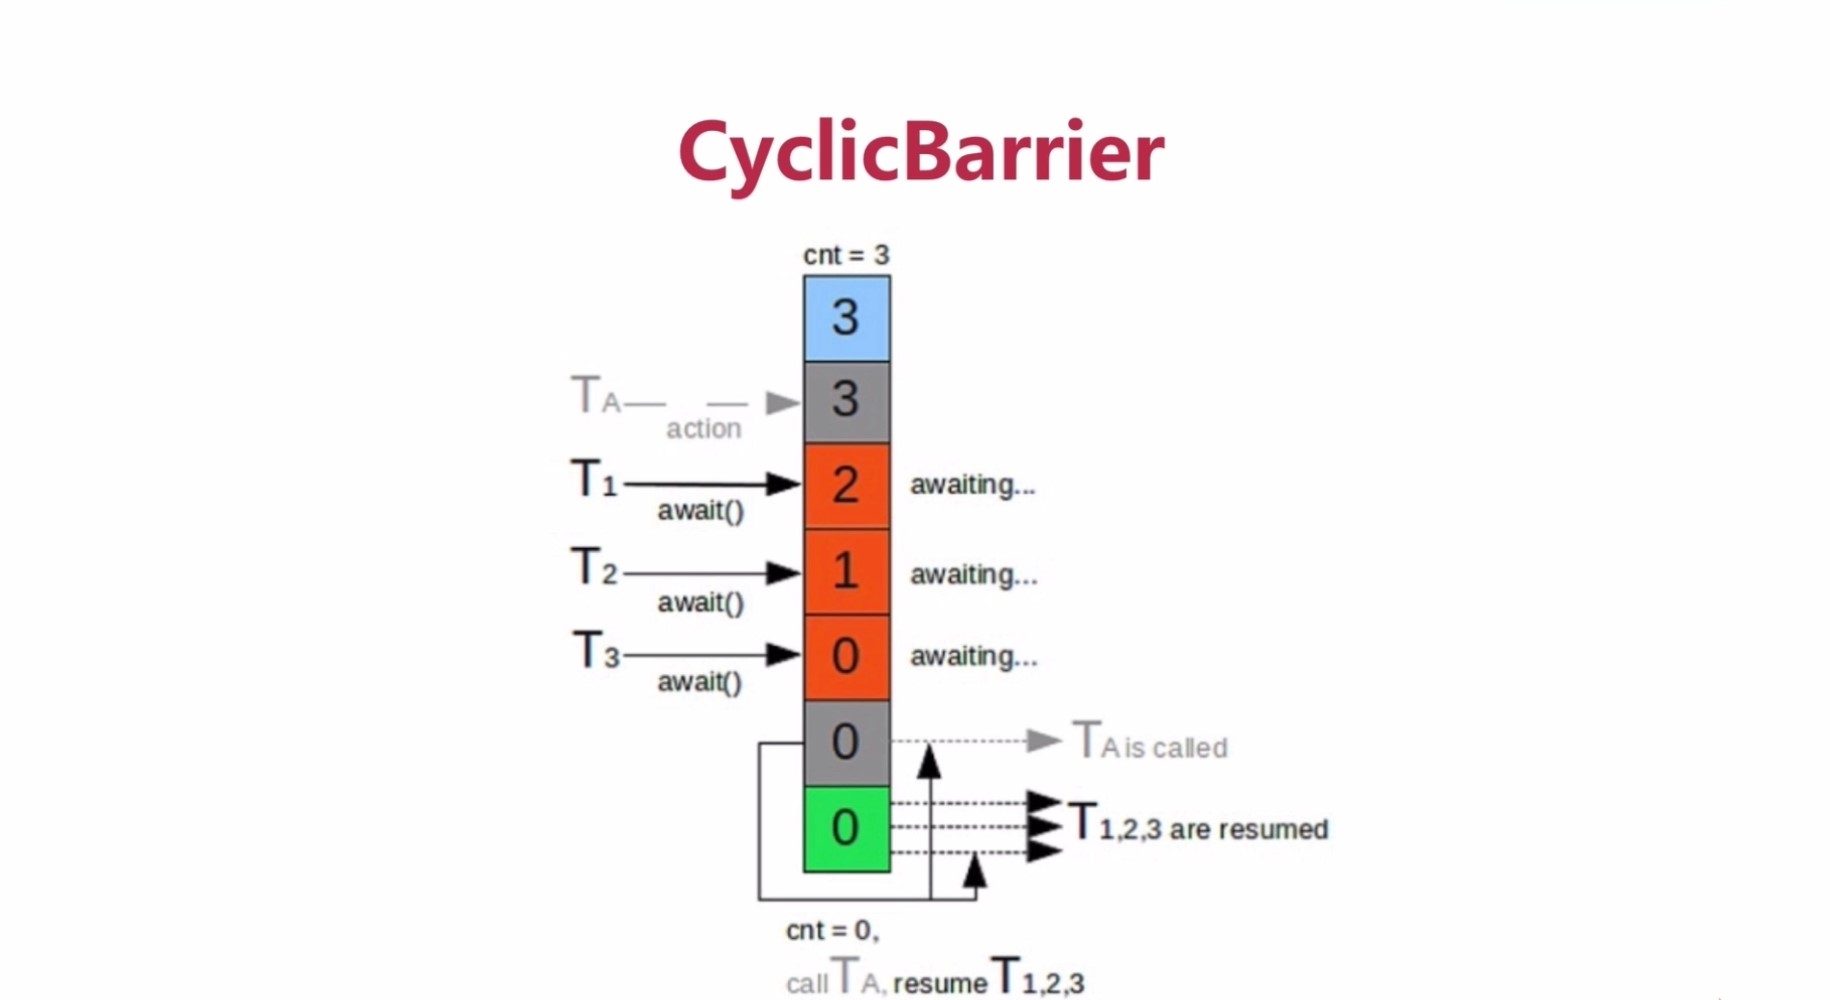 CyclicBarrier
cnt = 3
3
TA
3
action
T1
2
awaiting...
await()
T2
1
awaiting...
await()
T3
0
awaiting...
await()
0
TA is called
0
T1,2,3 are resumed
cnt = 0,
call TA, resume T1,2,3